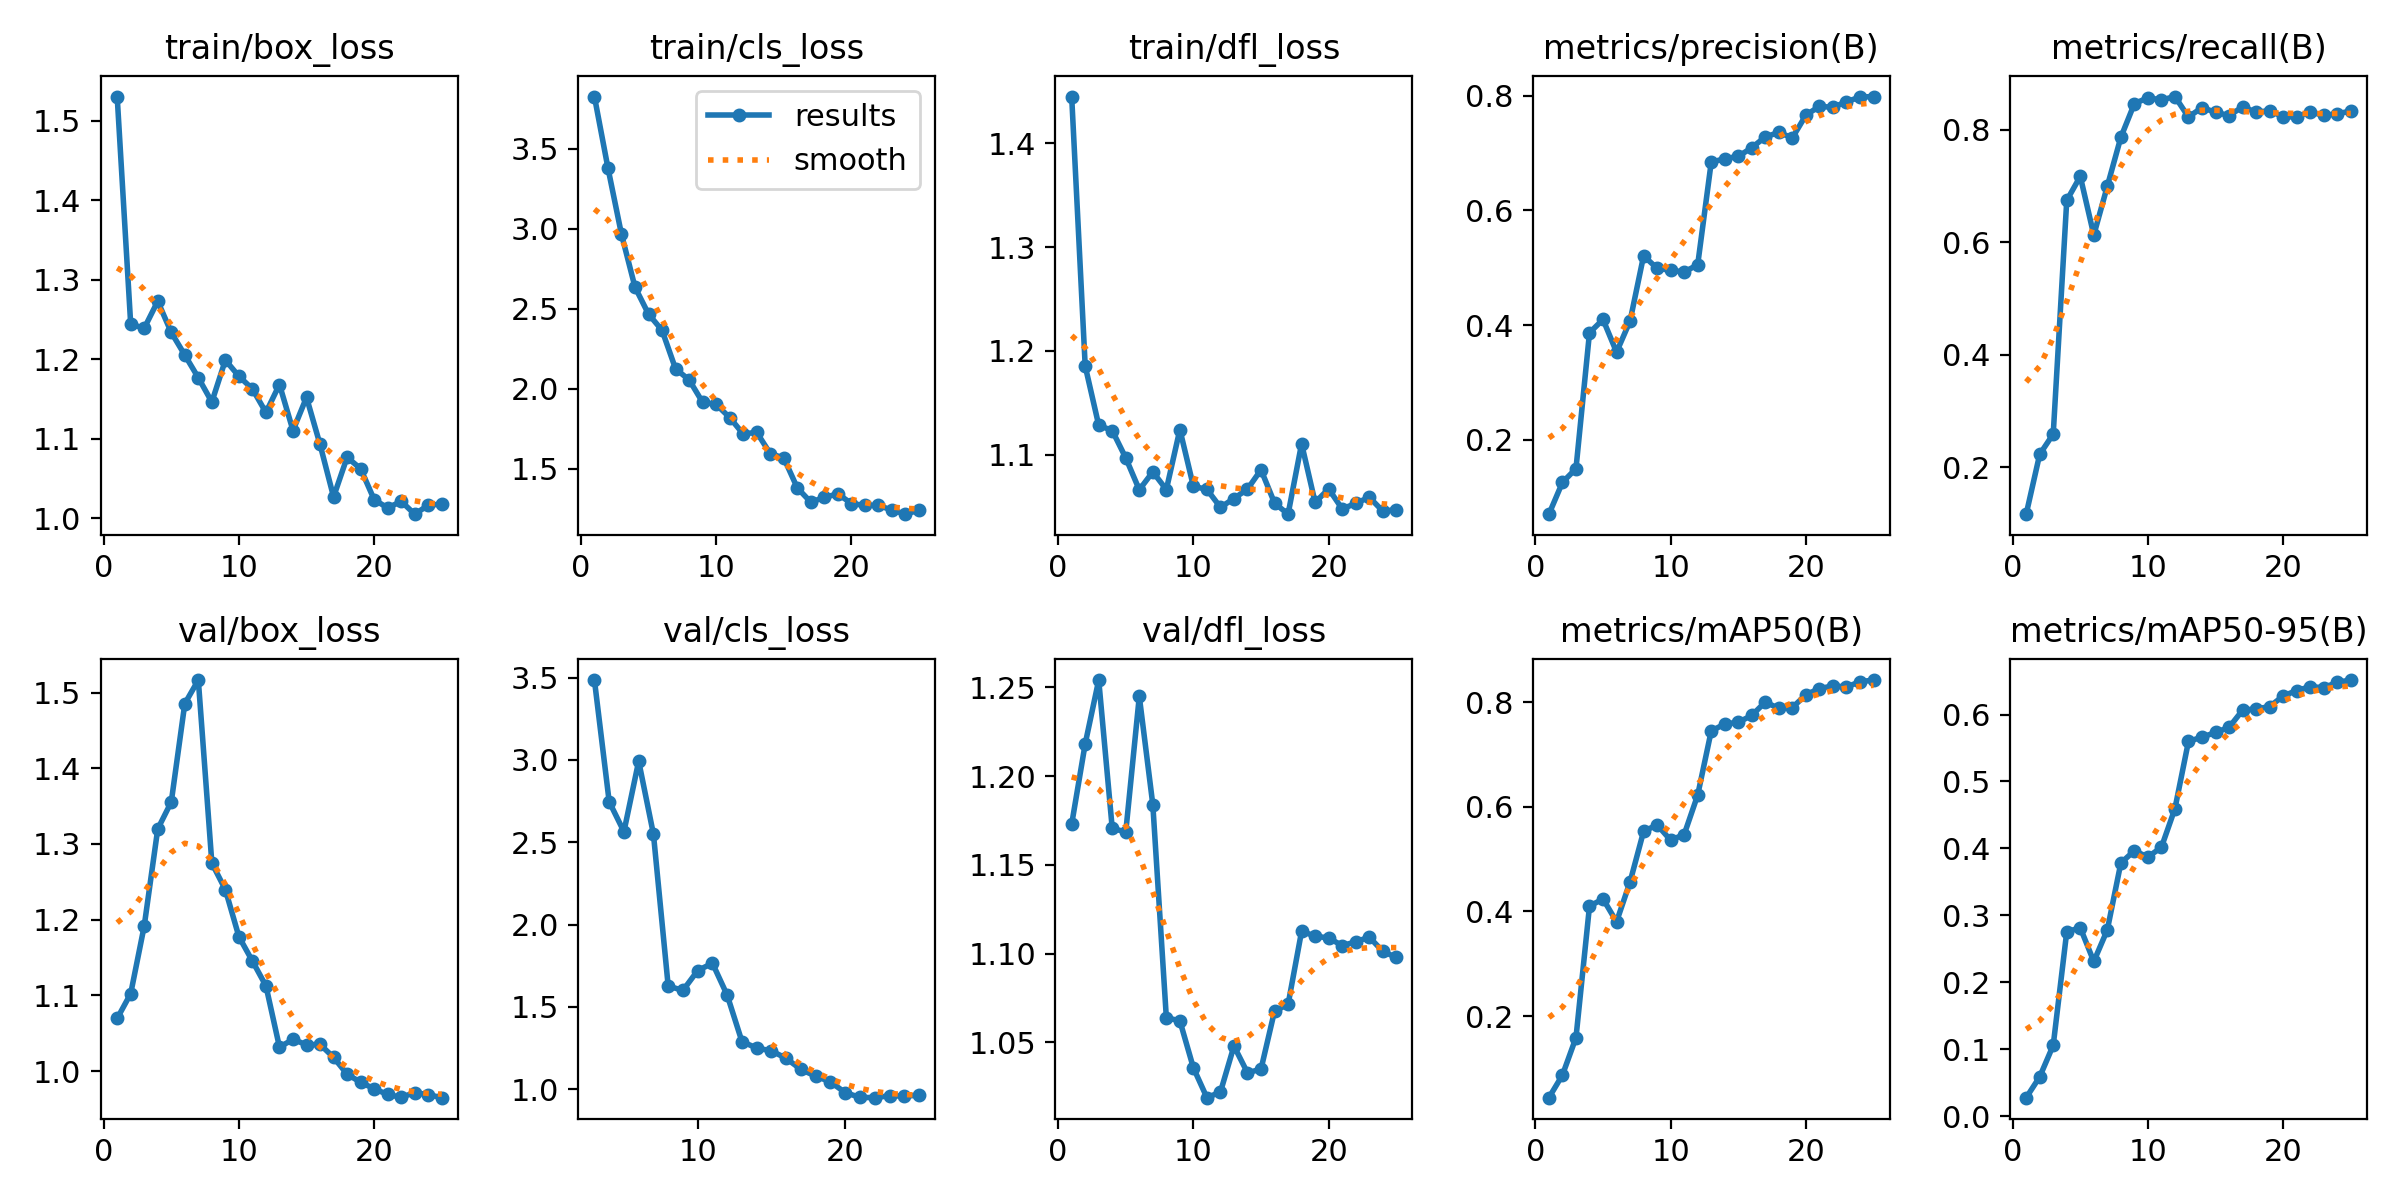 train/box_loss
train/cls_loss
train/dfl_loss
metrics/precision(B)
metrics/recall(B)
1.5
1.4
1.3
1.2
1.1
1.0
0 10 20
results
smooth
3.5
3.0
2.5
2.0
1.5
0 10 20
1.4
1.3
1.2
1.1
0 10 20
0.8
0.6
0.4
0.2
0 10 20
0.8
0.6
0.4
0.2
0 10 20
val/box_loss
val/cls_loss
val/dfl_loss
metrics/mAP50(B)
metrics/mAP50-95(B)
1.5
1.4
1.3
1.2
1.1
1.0
0 10 20
3.5
3.0
2.5
2.0
1.5
1.0
10 20
1.25
1.20
1.15
1.10
1.05
0 10 20
0.8
0.6
0.4
0.2
0 10 20
0.6
0.5
0.4
0.3
0.2
0.1
0.0
0 10 20